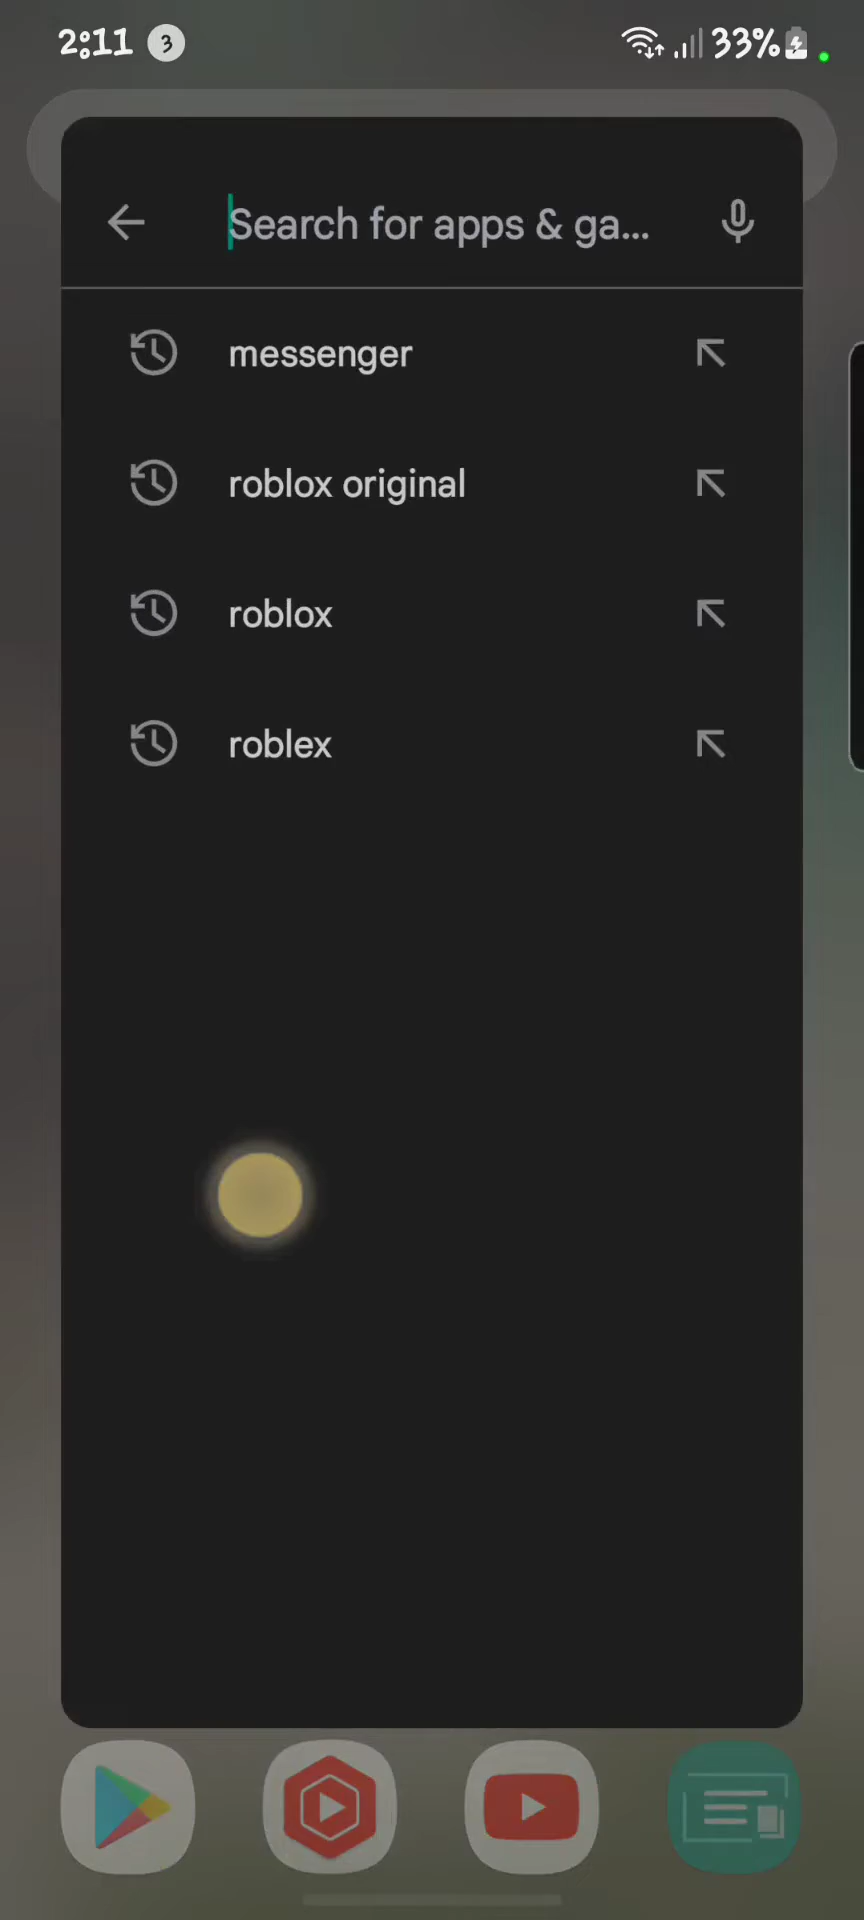 2:11 3 33%
Search for apps & ga...
messenger
roblox original
roblox
roblex